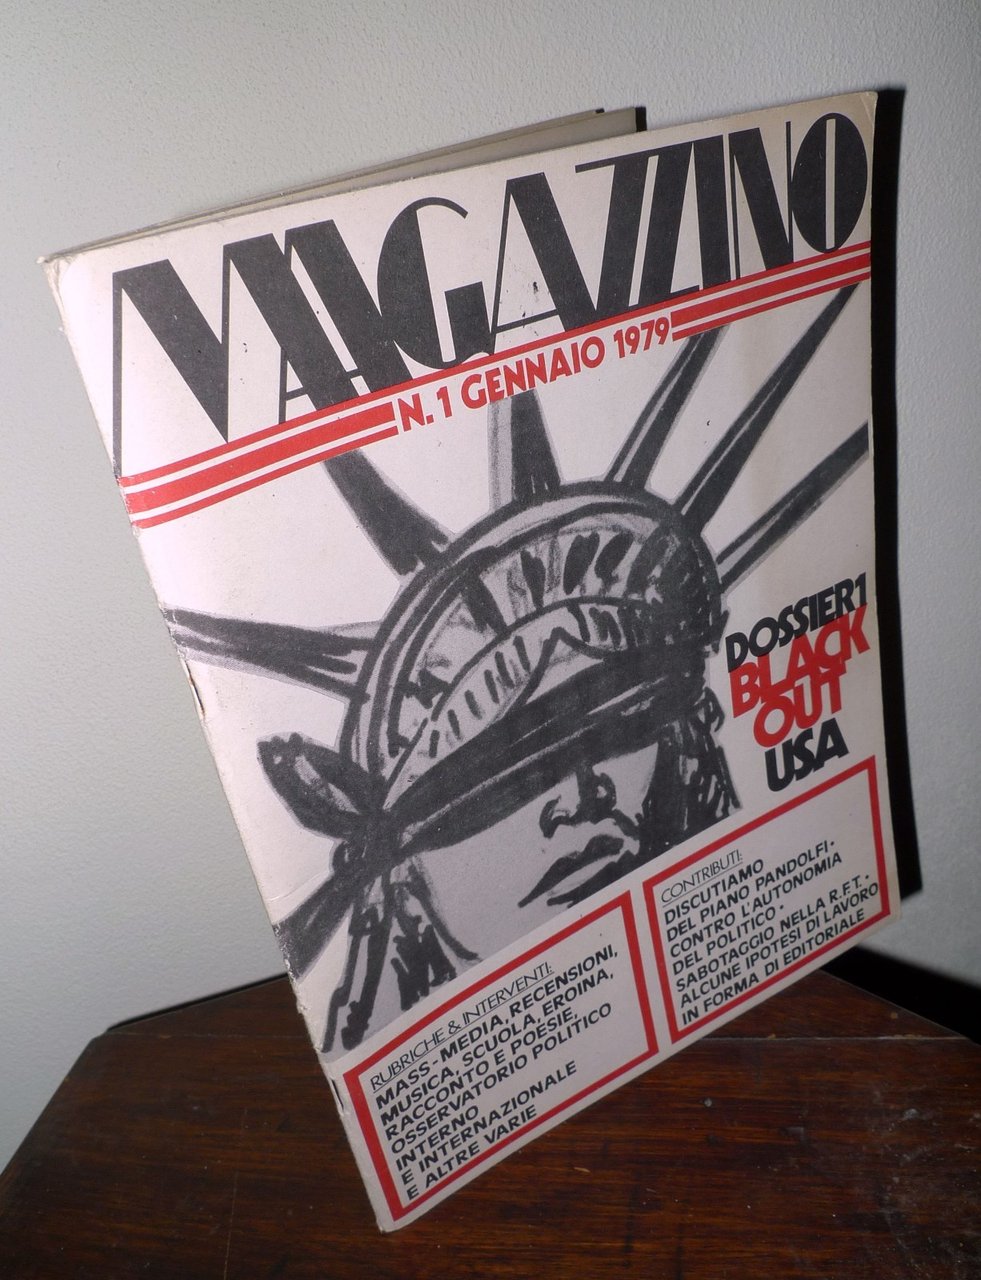 MAGAZZINO
N. 1 GENNAIO 1979
DOSSIER1
BLACK
OUT
USA
RUBRICHE & INTERVENTI:
MASS-MEDIA, RECENSIONI,
MUSICA, SCUOLA, EROINA,
RACCONTO E POESIE,
OSSERVATORIO POLITICO
INTERNO
E INTERNAZIONALE
E ALTRE VARIE
CONTRIBUTI:
DISCUTIAMO
DEL PIANO PANDOLFI •
CONTRO L'AUTONOMIA
DEL POLITICO •
SABOTAGGIO NELLA R.F.T. •
ALCUNE IPOTESI DI LAVORO
IN FORMA DI EDITORIALE